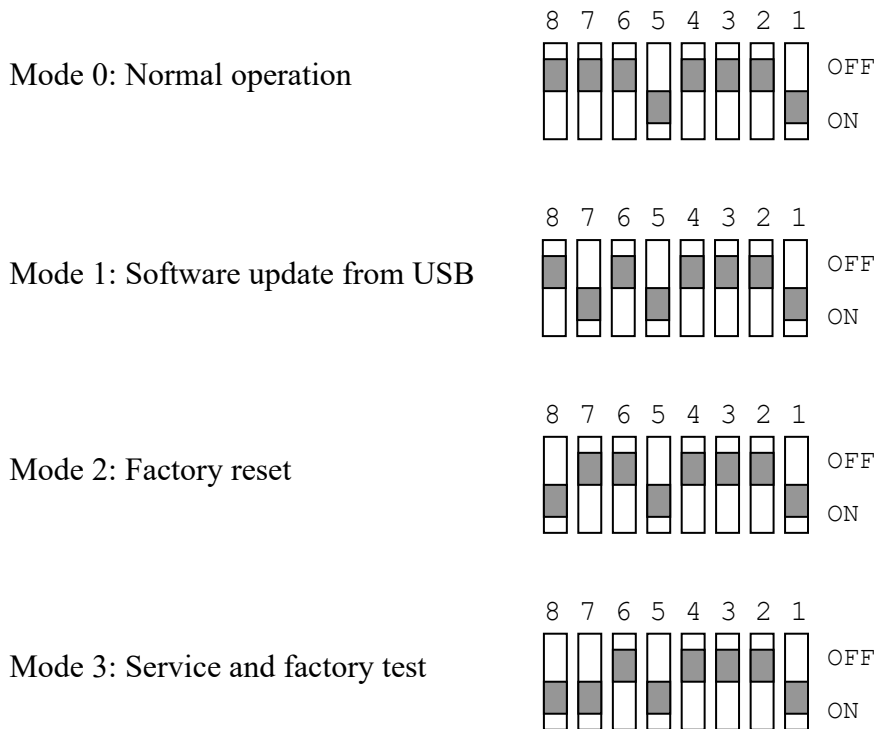 8 7 6 5 4 3 2 1
OFF
Mode 0: Normal operation
ON
8 7 6 5 4 3 2 1
OFF
Mode 1: Software update from USB
ON
8 7 6 5 4 3 2 1
OFF
Mode 2: Factory reset
ON
8 7 6 5 4 3 2 1
OFF
Mode 3: Service and factory test
ON